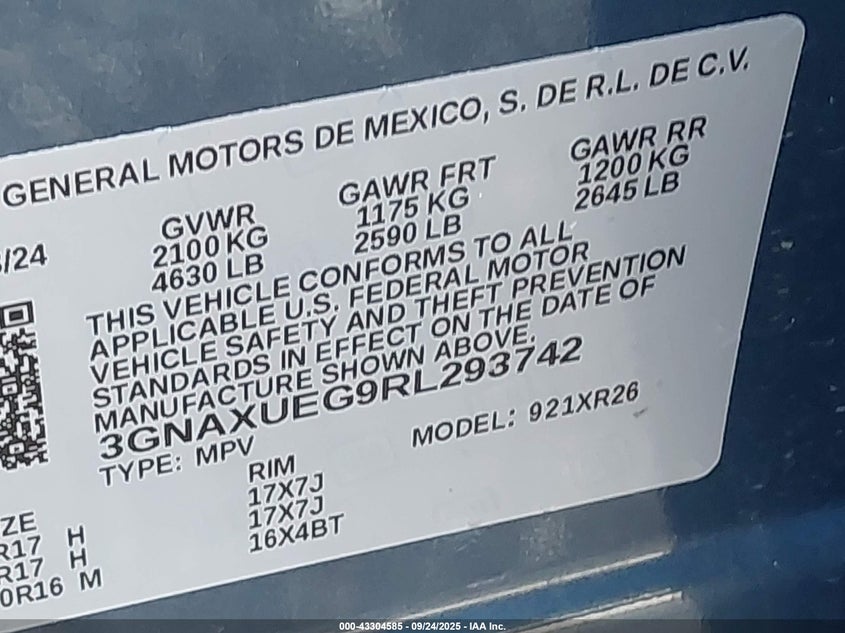 GENERAL MOTORS DE MEXICO, S. DE R.L. DE C.V.
/24
GVWR
2100 KG
4630 LB
GAWR FRT
1175 KG
2590 LB
GAWR RR
1200 KG
2645 LB
THIS VEHICLE CONFORMS TO ALL
APPLICABLE U.S. FEDERAL MOTOR
VEHICLE SAFETY AND THEFT PREVENTION
STANDARDS IN EFFECT ON THE DATE OF
MANUFACTURE SHOWN ABOVE.
3GNAXUEG9RL293742
TYPE: MPV
MODEL: 921XR26
ZE
R17 H
R17 H
0R16 M
RIM
17X7J
17X7J
16X4BT
000-43304585 - 09/24/2025 - IAA Inc.